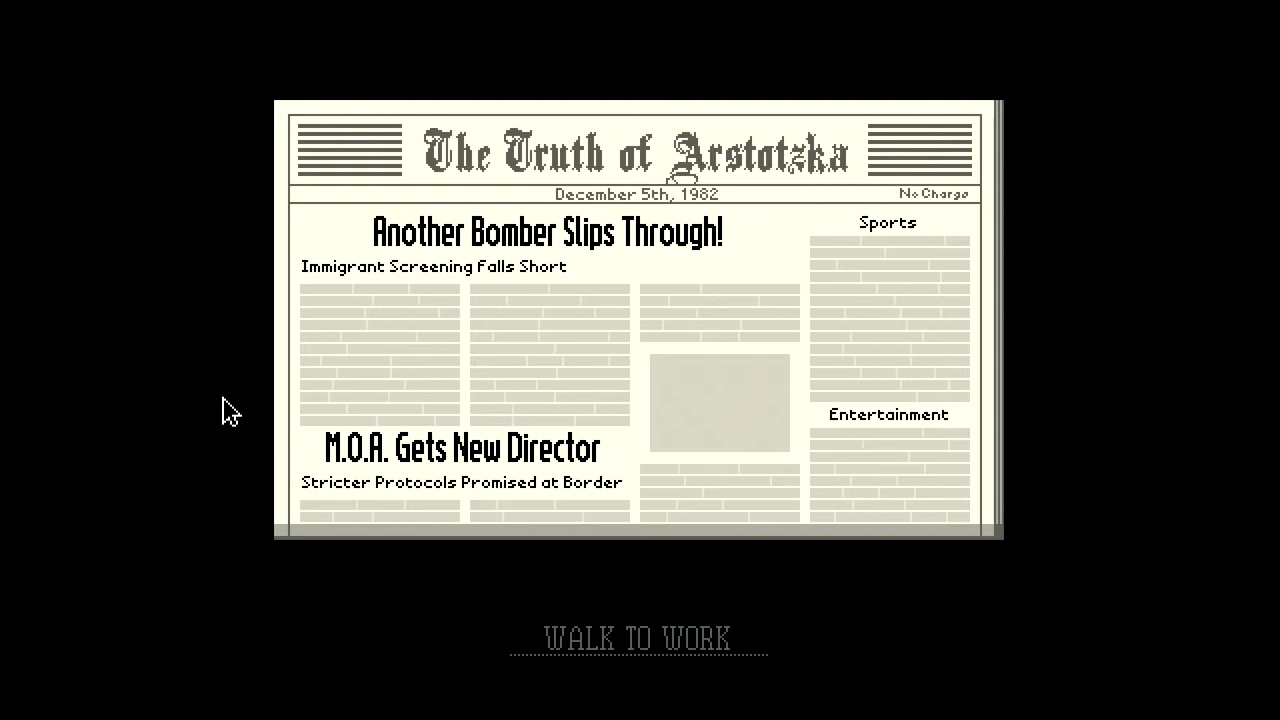 The Truth of Arstotzka
December 5th, 1982
No Charge
Another Bomber Slips Through!
Immigrant Screening Falls Short
M.O.A. Gets New Director
Stricter Protocols Promised at Border
Sports
Entertainment
WALK TO WORK